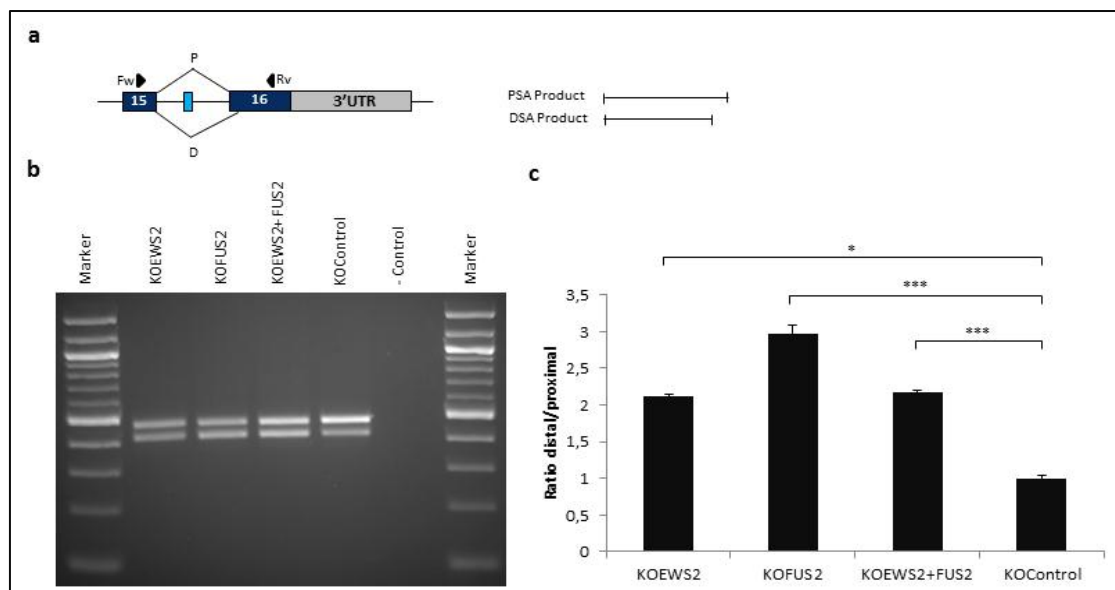 a
P
Fw
Rv
15
16
3'UTR
D
PSA Product
DSA Product
b
Marker
KOEWS2
KOFUS2
KOEWS2+FUS2
KOControl
- Control
Marker
c
*
***
***
Ratio distal/proximal
3,5
3
2,5
2
1,5
1
0,5
0
KOEWS2
KOFUS2
KOEWS2+FUS2
KOControl